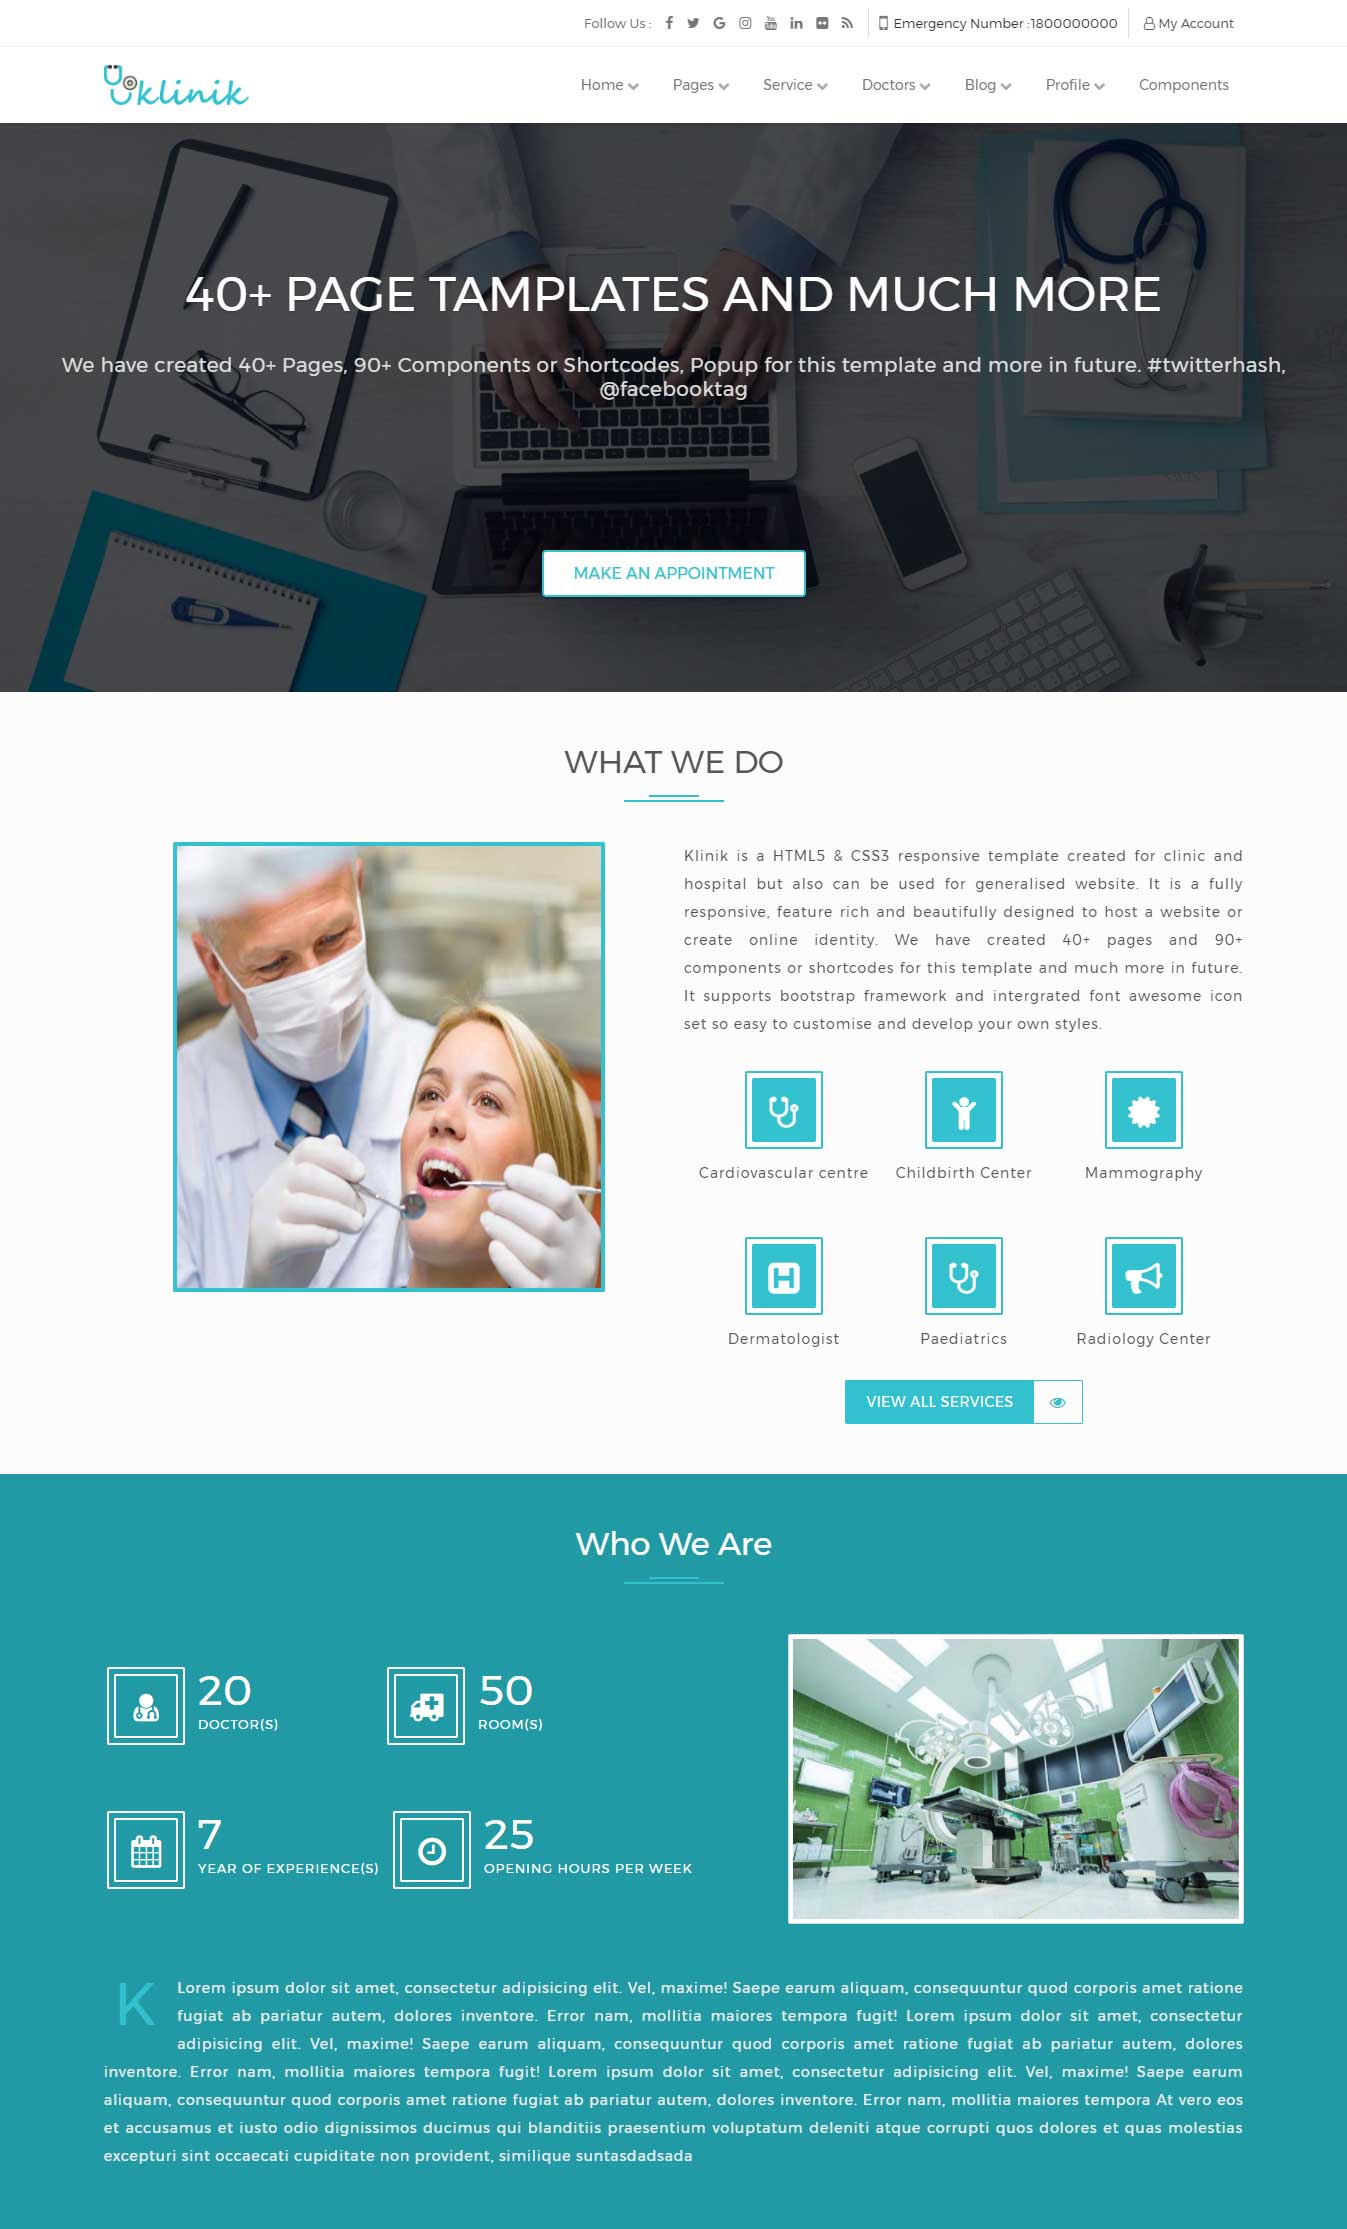 Follow Us : Emergency Number :1800000000 My Account
klinik Home Pages Service Doctors Blog Profile Components
40+ PAGE TAMPLATES AND MUCH MORE
We have created 40+ Pages, 90+ Components or Shortcodes, Popup for this template and more in future. #twitterhash,
@facebooktag
MAKE AN APPOINTMENT
WHAT WE DO
Klinik is a HTML5 & CSS3 responsive template created for clinic and
hospital but also can be used for generalised website. It is a fully
responsive, feature rich and beautifully designed to host a website or
create online identity. We have created 40+ pages and 90+
components or shortcodes for this template and much more in future.
It supports bootstrap framework and intergrated font awesome icon
set so easy to customise and develop your own styles.
Cardiovascular centre Childbirth Center Mammography
Dermatologist Paediatrics Radiology Center
VIEW ALL SERVICES
Who We Are
20 50
DOCTOR(S) ROOM(S)
7 25
YEAR OF EXPERIENCE(S) OPENING HOURS PER WEEK
K Lorem ipsum dolor sit amet, consectetur adipisicing elit. Vel, maxime! Saepe earum aliquam, consequuntur quod corporis amet ratione
fugiat ab pariatur autem, dolores inventore. Error nam, mollitia maiores tempora fugit! Lorem ipsum dolor sit amet, consectetur
adipisicing elit. Vel, maxime! Saepe earum aliquam, consequuntur quod corporis amet ratione fugiat ab pariatur autem, dolores
inventore. Error nam, mollitia maiores tempora fugit! Lorem ipsum dolor sit amet, consectetur adipisicing elit. Vel, maxime! Saepe earum
aliquam, consequuntur quod corporis amet ratione fugiat ab pariatur autem, dolores inventore. Error nam, mollitia maiores tempora At vero eos
et accusamus et iusto odio dignissimos ducimus qui blanditiis praesentium voluptatum deleniti atque corrupti quos dolores et quas molestias
excepturi sint occaecati cupiditate non provident, similique suntasdadsada